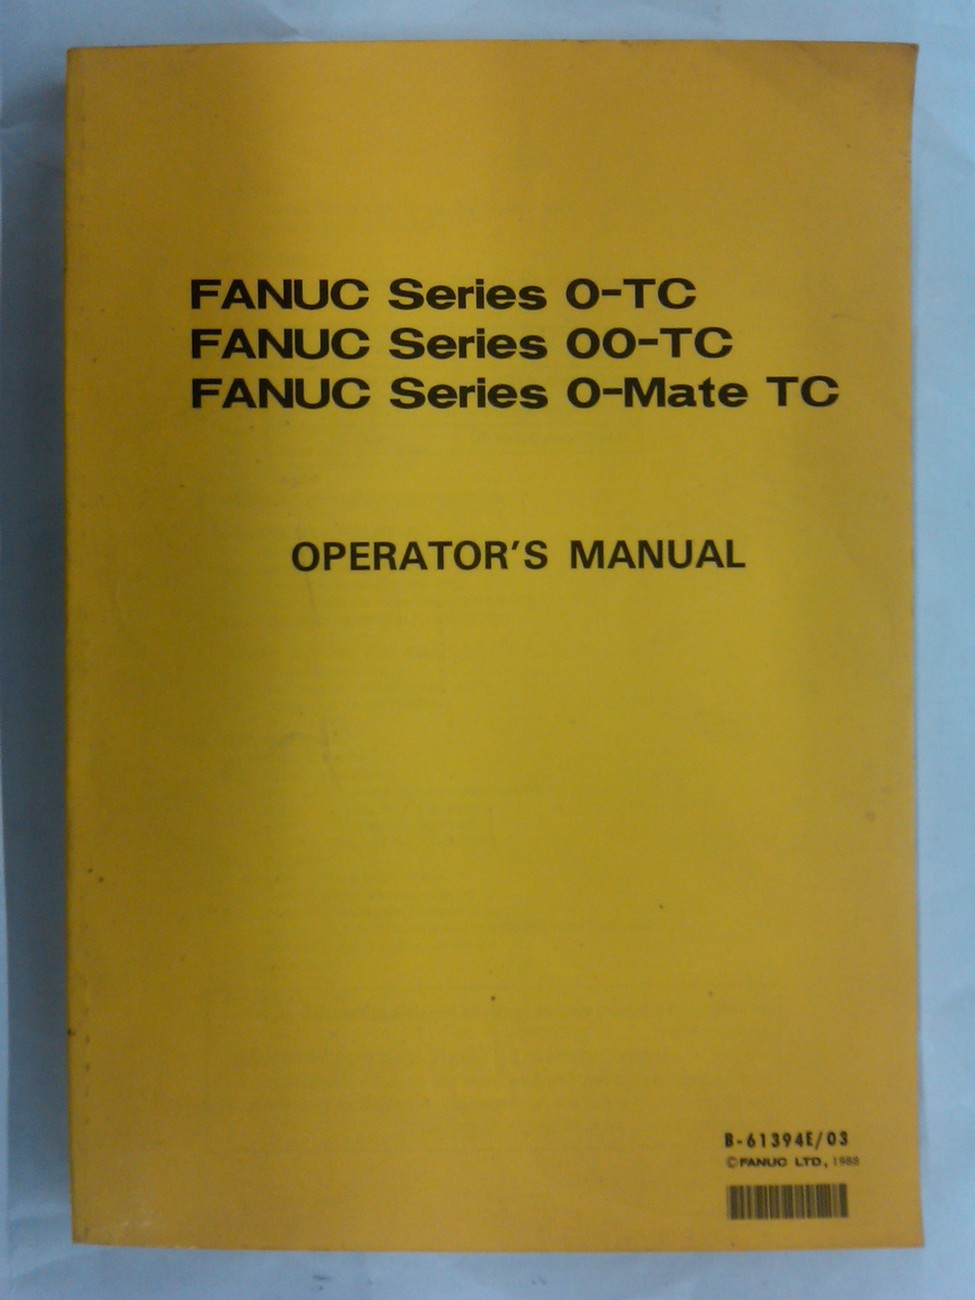 FANUC Series 0-TC
FANUC Series 00-TC
FANUC Series 0-Mate TC
OPERATOR'S MANUAL
B-61394E/03
©FANUC LTD, 1988